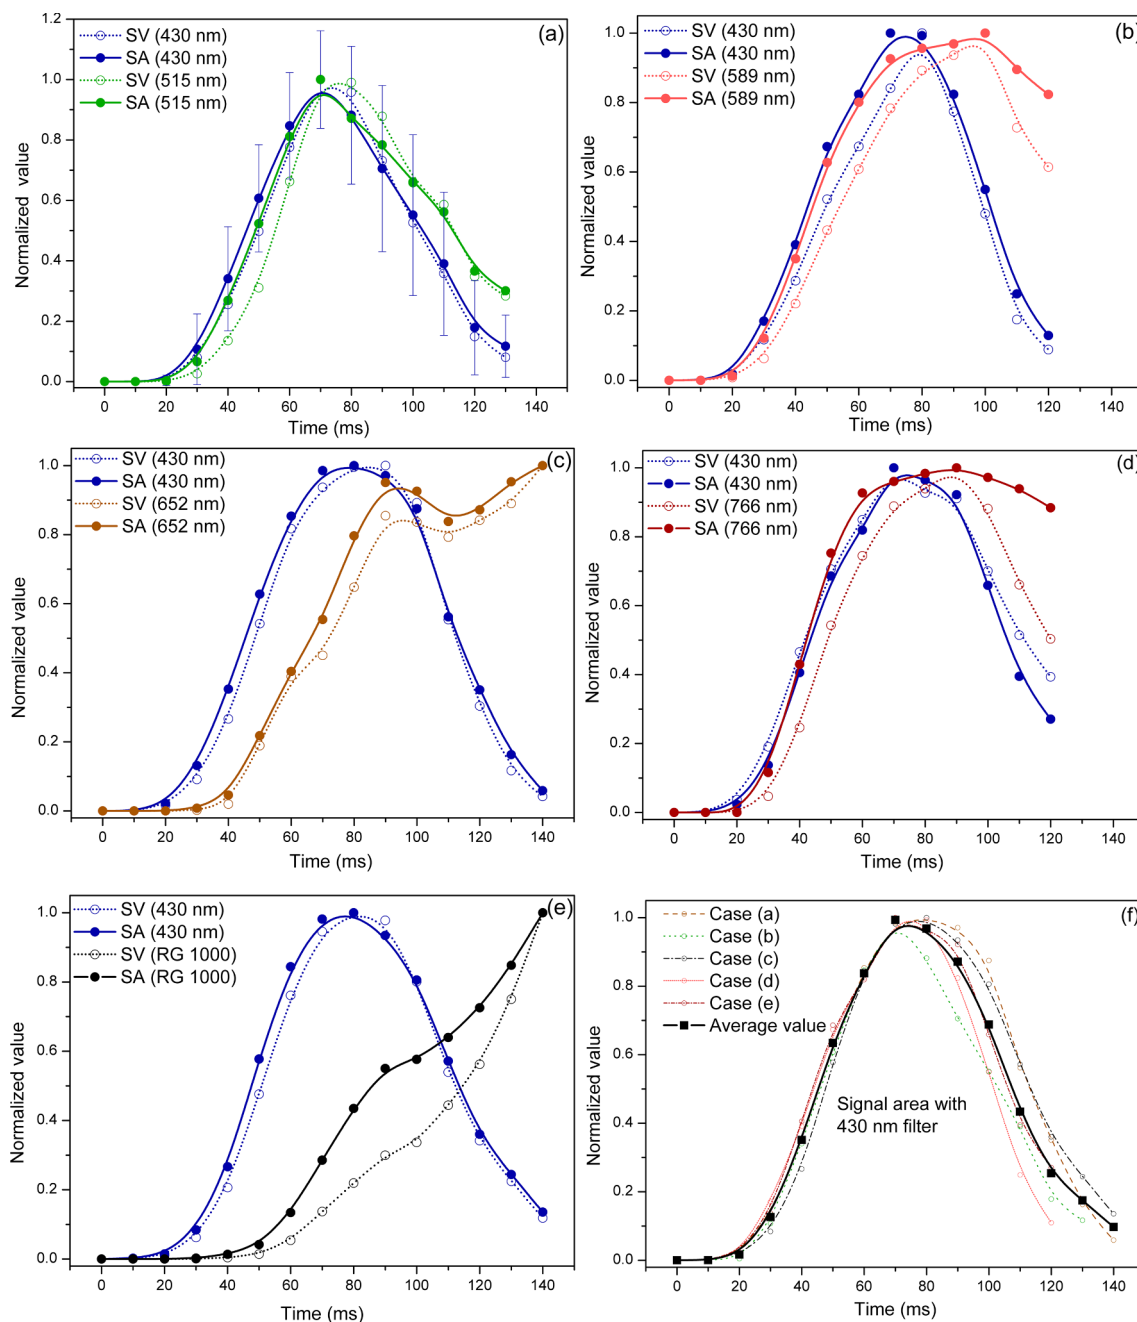 (a)
SV (430 nm)
SA (430 nm)
SV (515 nm)
SA (515 nm)
Normalized value
1.2
1.0
0.8
0.6
0.4
0.2
0.0
0 20 40 60 80 100 120 140
Time (ms)
(b)
SV (430 nm)
SA (430 nm)
SV (589 nm)
SA (589 nm)
Normalized value
1.0
0.8
0.6
0.4
0.2
0.0
0 20 40 60 80 100 120 140
Time (ms)
(c)
SV (430 nm)
SA (430 nm)
SV (652 nm)
SA (652 nm)
Normalized value
1.0
0.8
0.6
0.4
0.2
0.0
0 20 40 60 80 100 120 140
Time (ms)
(d)
SV (430 nm)
SA (430 nm)
SV (766 nm)
SA (766 nm)
Normalized value
1.0
0.8
0.6
0.4
0.2
0.0
0 20 40 60 80 100 120 140
Time (ms)
(e)
SV (430 nm)
SA (430 nm)
SV (RG 1000)
SA (RG 1000)
Normalized value
1.0
0.8
0.6
0.4
0.2
0.0
0 20 40 60 80 100 120 140
Time (ms)
(f)
Case (a)
Case (b)
Case (c)
Case (d)
Case (e)
Average value
Signal area with
430 nm filter
Normalized value
1.0
0.8
0.6
0.4
0.2
0.0
0 20 40 60 80 100 120 140
Time (ms)